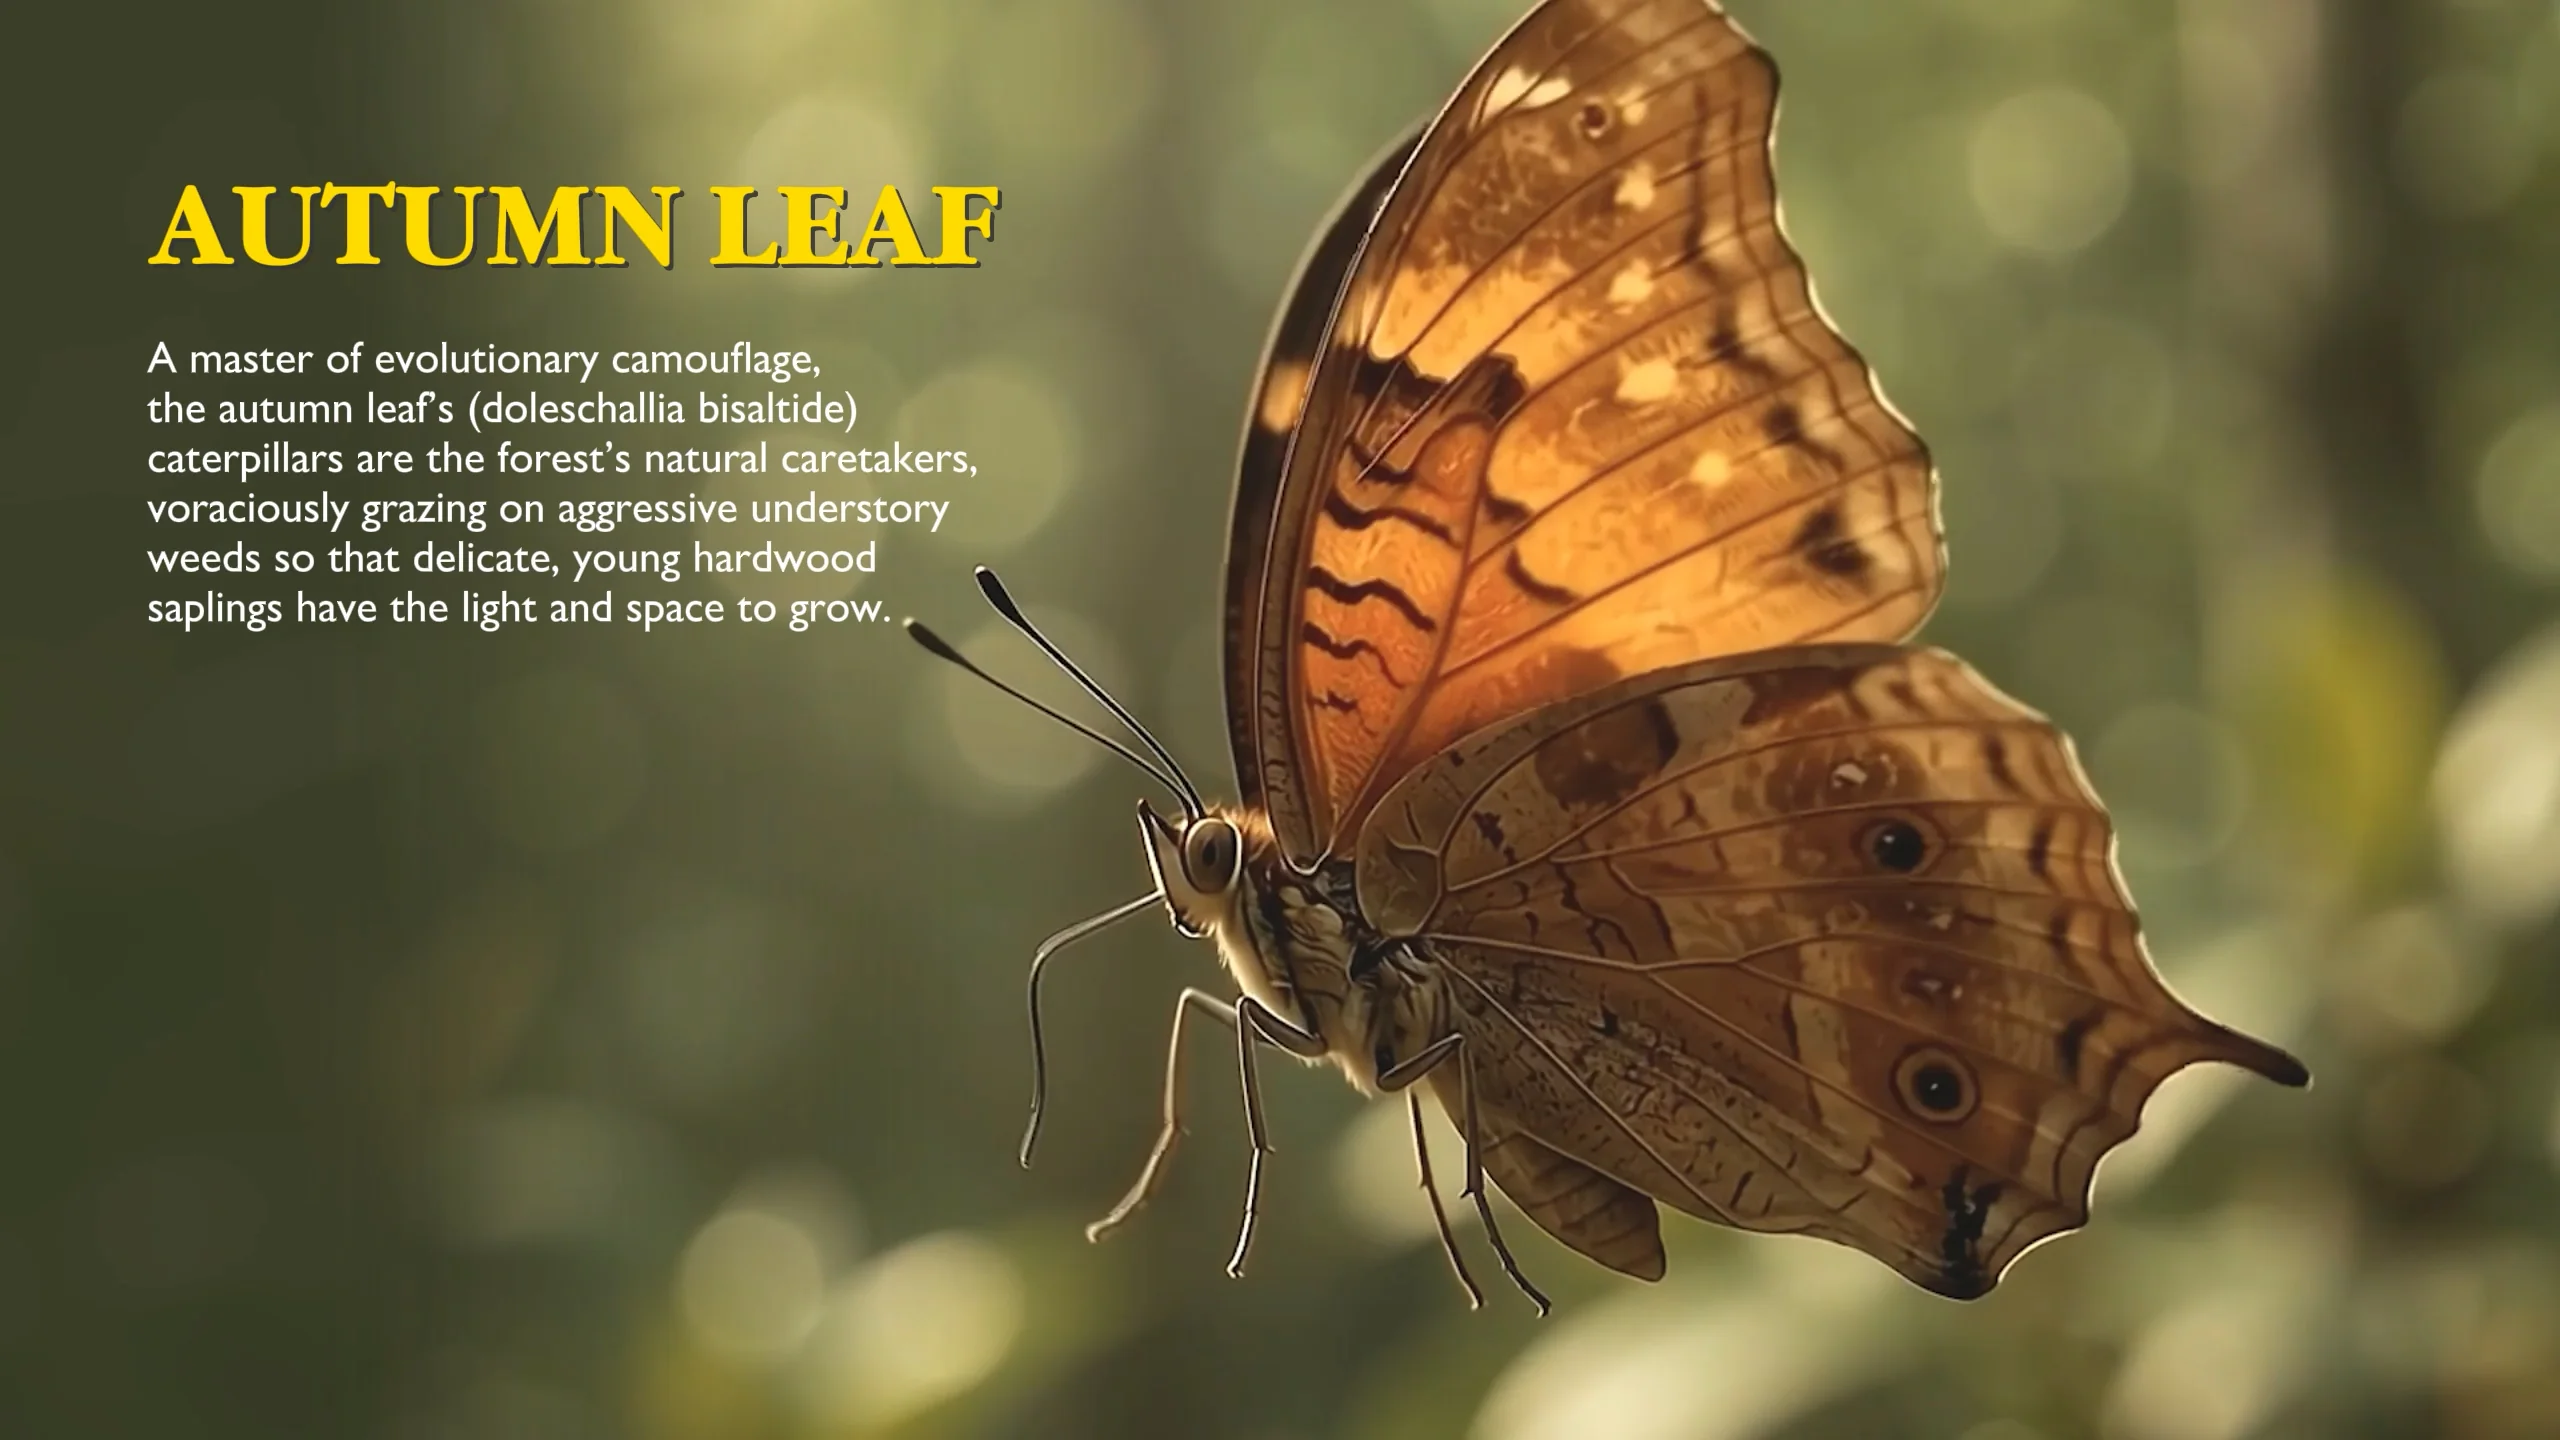 AUTUMN LEAF
A master of evolutionary camouflage,
the autumn leaf’s (doleschallia bisaltide)
caterpillars are the forest’s natural caretakers,
voraciously grazing on aggressive understory
weeds so that delicate, young hardwood
saplings have the light and space to grow.